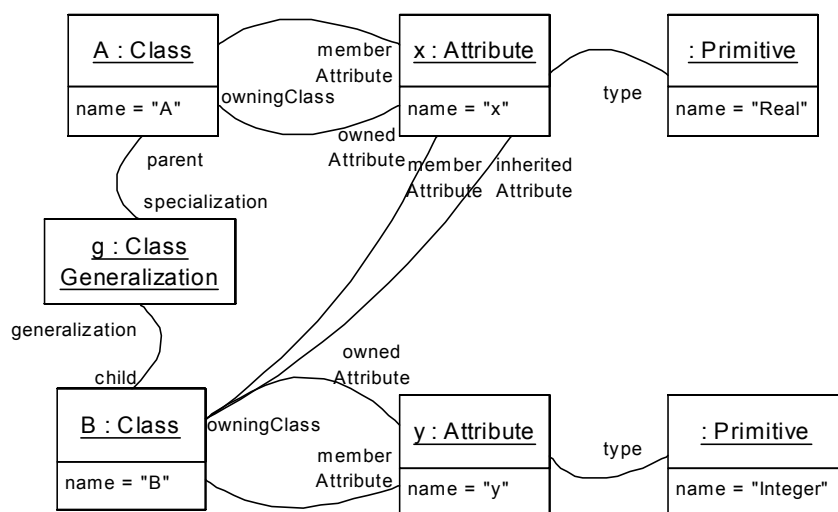 A : Class
name = "A"
member
Attribute
owningClass
owned
Attribute
x : Attribute
name = "x"
type
: Primitive
name = "Real"
parent
specialization
member
Attribute
inherited
Attribute
g : Class
Generalization
generalization
child
B : Class
name = "B"
owned
Attribute
owningClass
member
Attribute
y : Attribute
name = "y"
type
: Primitive
name = "Integer"